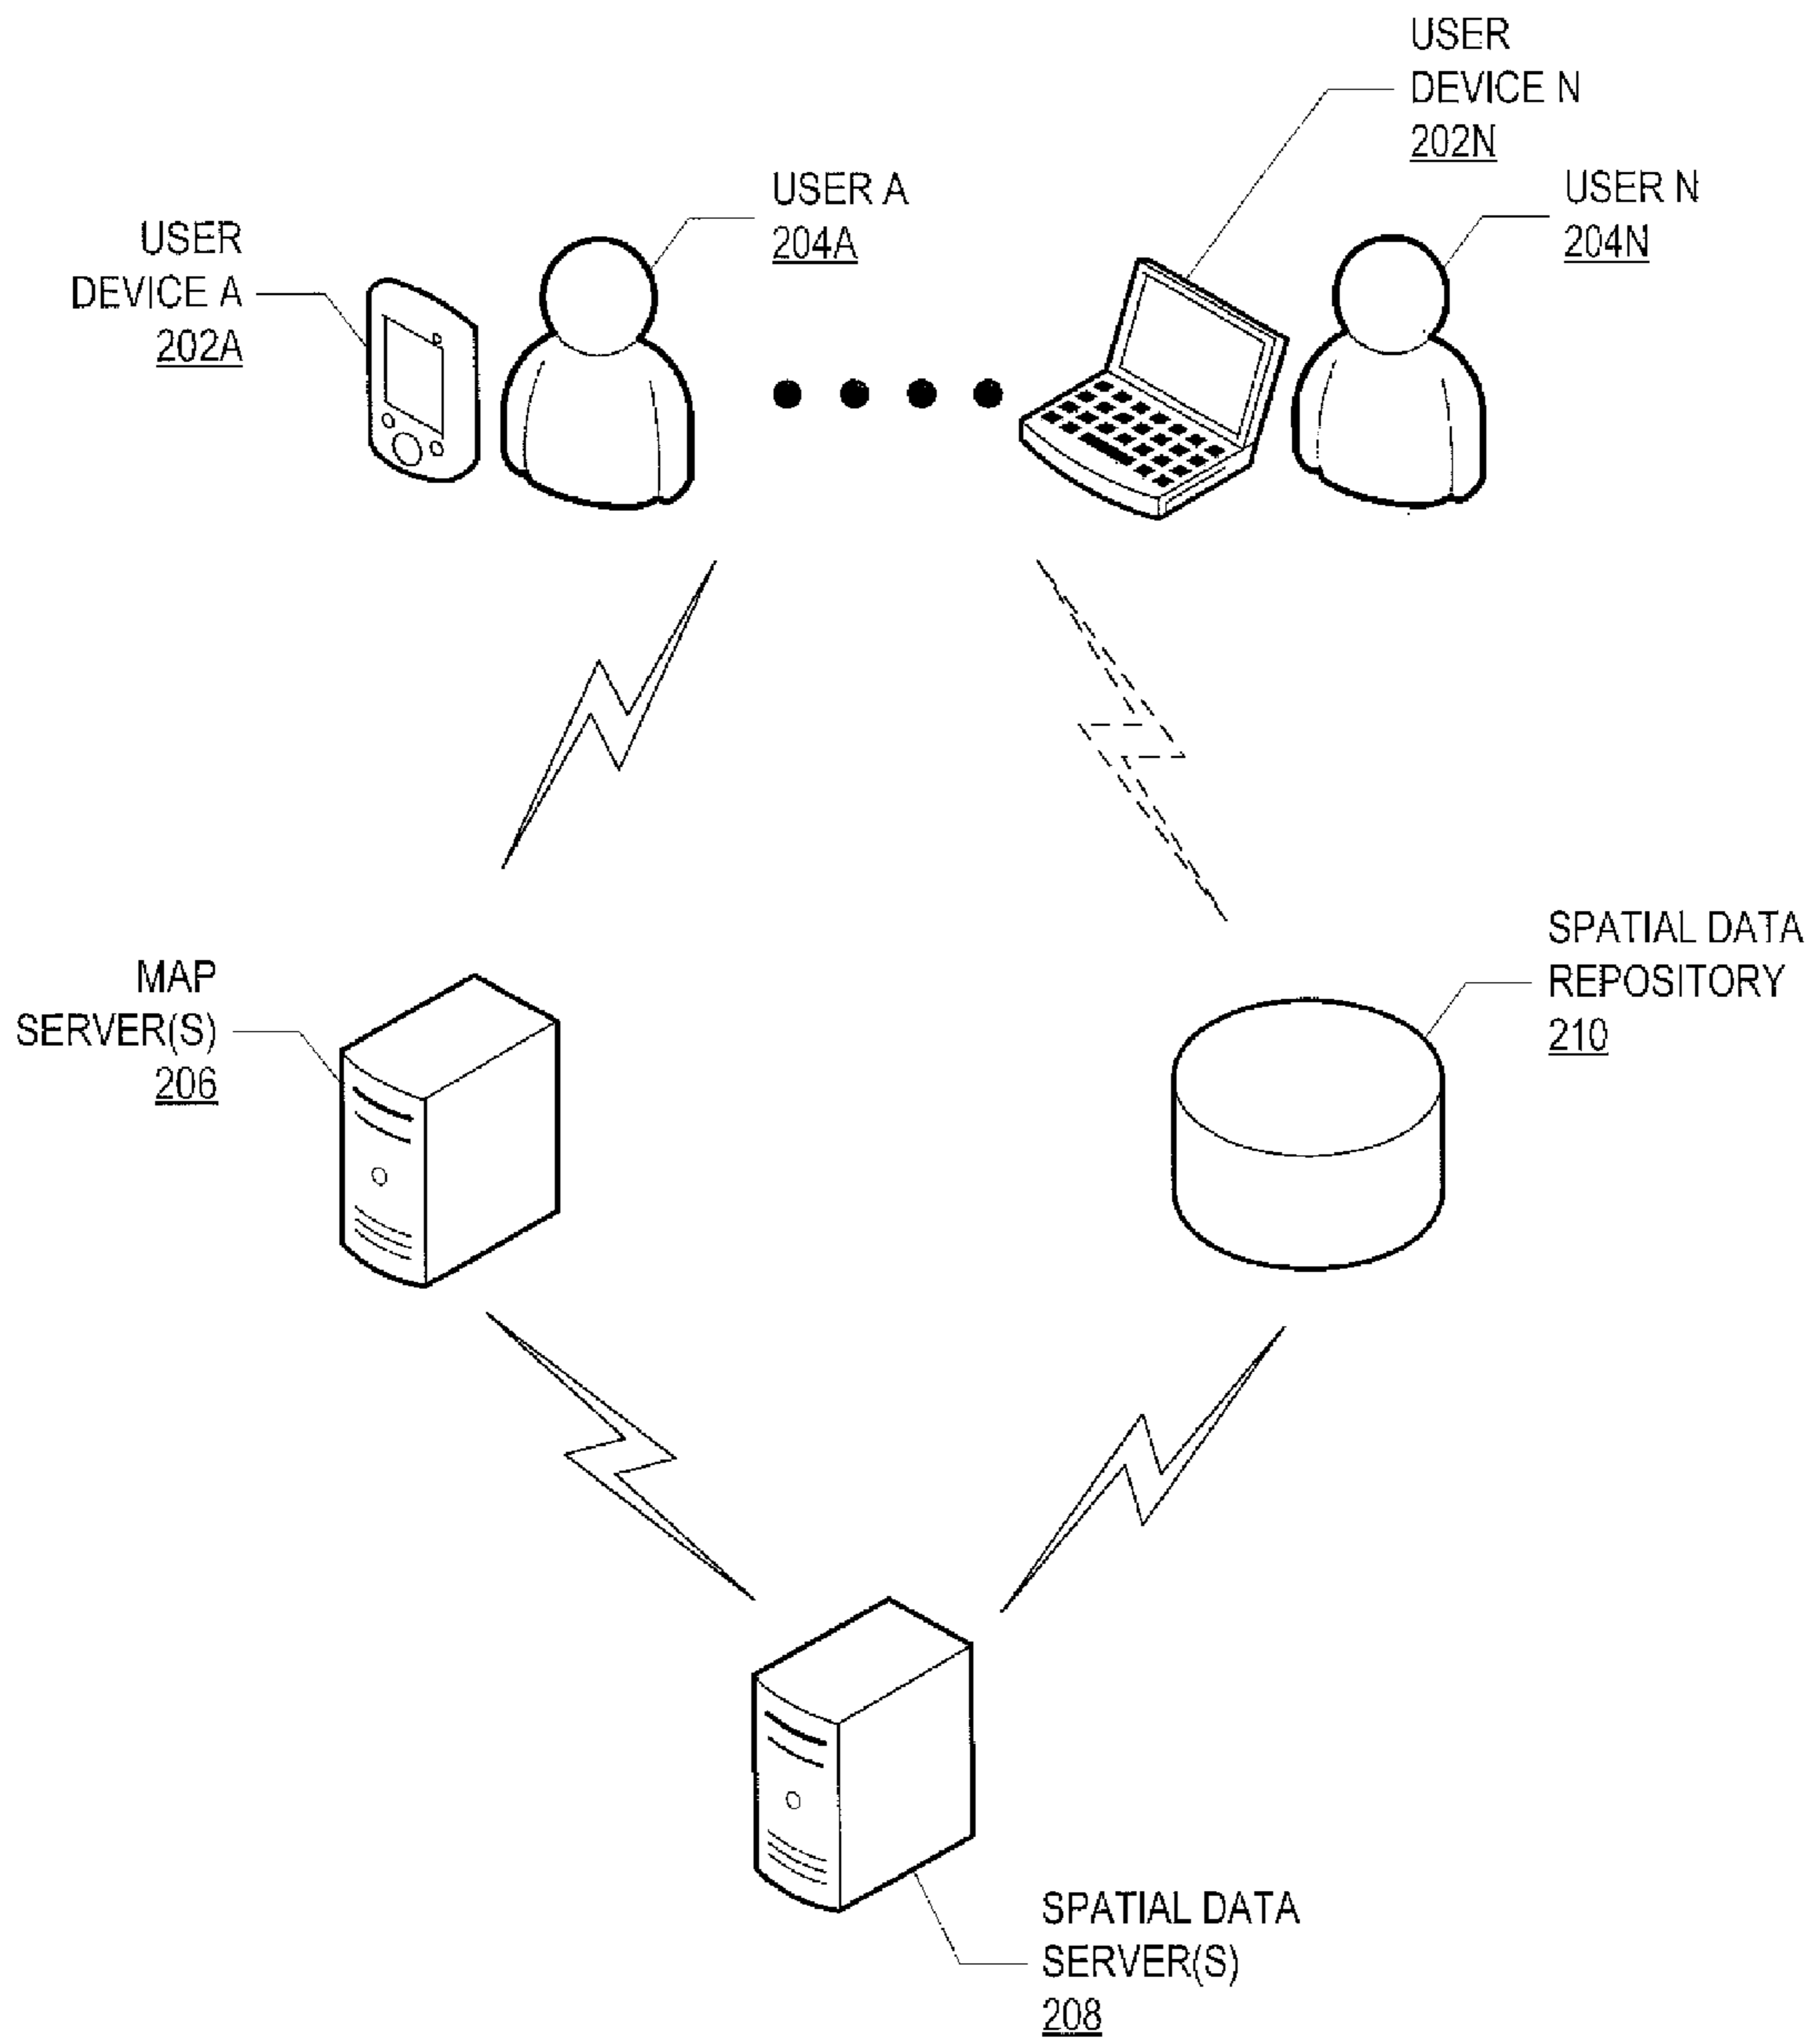 USER
DEVICE N
202N
USER A
204A
USER N
204N
USER
DEVICE A
202A
SPATIAL DATA
REPOSITORY
210
MAP
SERVER(S)
206
SPATIAL DATA
SERVER(S)
208